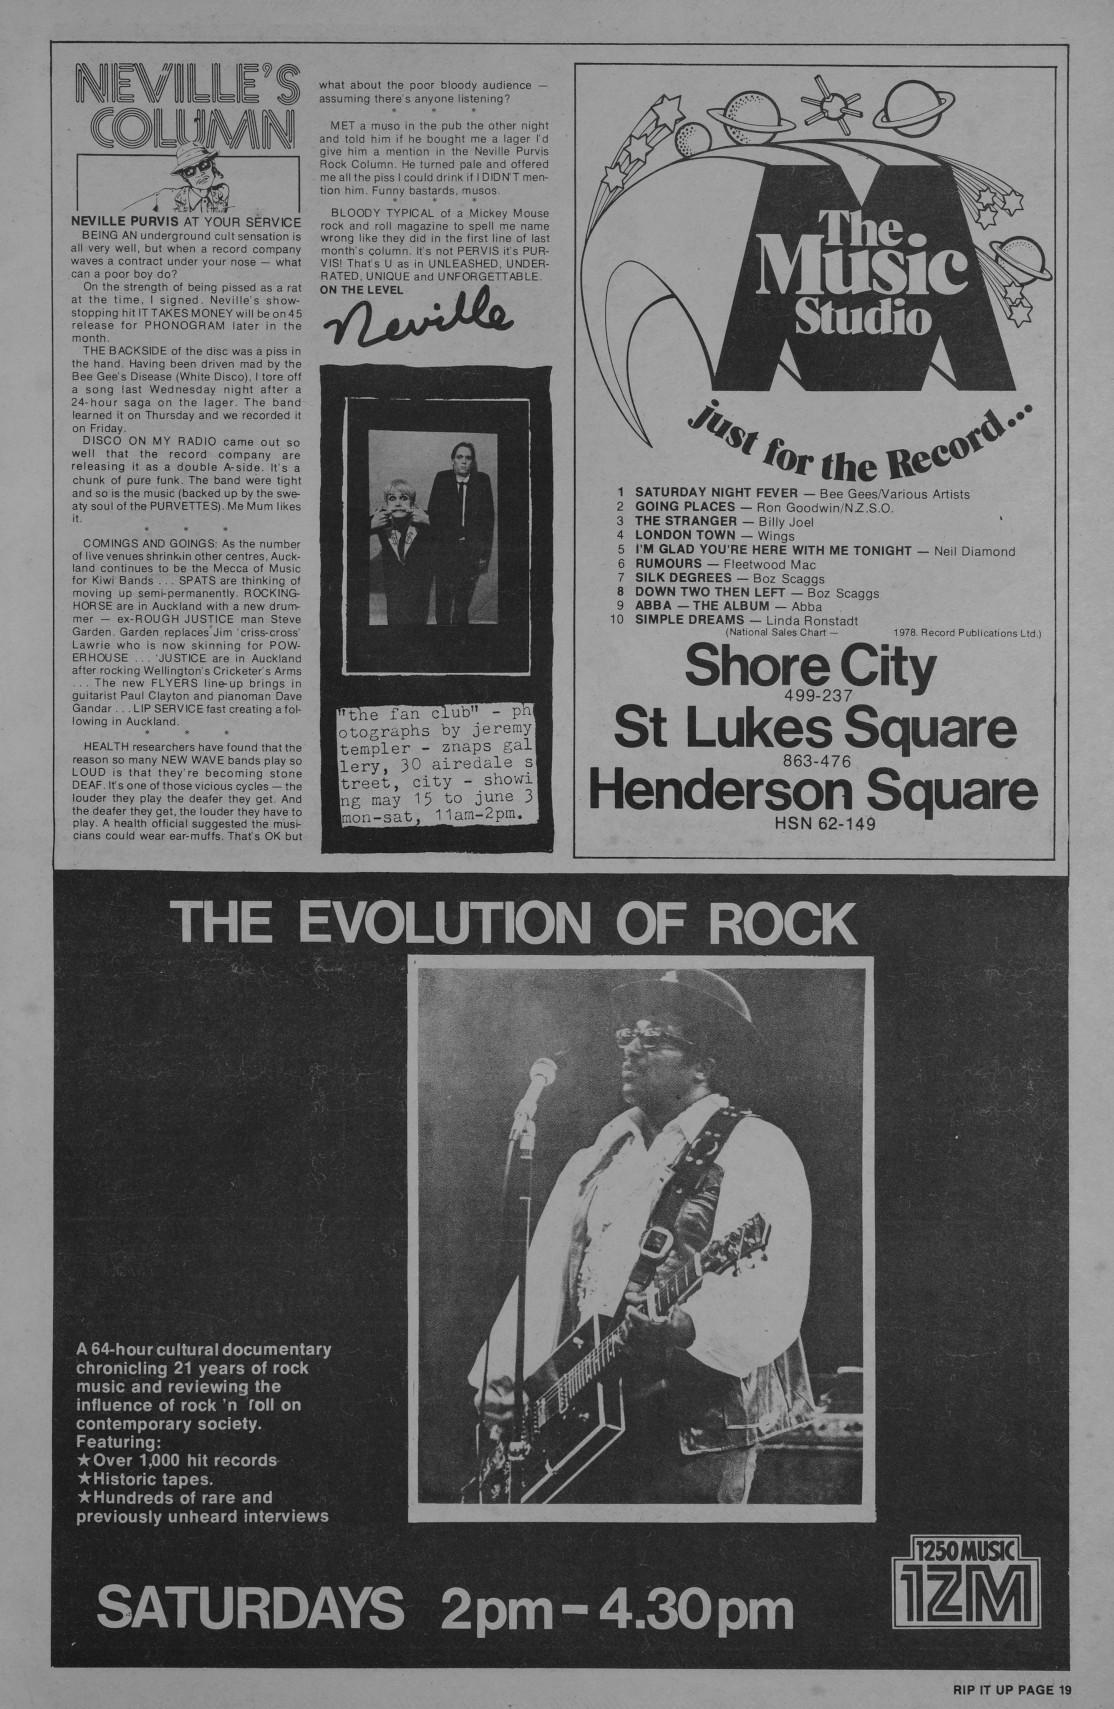 NEVILLE'S
COLUMN
NEVILLE PURVIS AT YOUR SERVICE
BEING AN underground cult sensation is
all very well, but when a record company
waves a contract under your nose — what
can a poor boy do?
On the strength of being pissed as a rat
at the time, I signed. Neville's show-
stopping hit IT TAKES MONEY will be on 45
release for PHONOGRAM later in the
month.
THE BACKSIDE of the disc was a piss in
the hand. Having been driven mad by the
Bee Gee's Disease (White Disco), I tore off
a song last Wednesday night after a
24-hour saga on the lager. The band
learned it on Thursday and we recorded it
on Friday.
DISCO ON MY RADIO came out so
well that the record company are
releasing it as a double A-side. It's a
chunk of pure funk. The band were tight
and so is the music (backed up by the swe-
aty soul of the PURVETTES). Me Mum likes
it.
* * *
COMINGS AND GOINGS: As the number
of live venues shrink in other centres, Auck-
land continues to be the Mecca of Music
for Kiwi Bands . . . SPATS are thinking of
moving up semi-permanently. ROCKING-
HORSE are in Auckland with a new drum-
mer — ex-ROUGH JUSTICE man Steve
Garden. Garden replaces Jim 'criss-cross'
Lawrie who is now skinning for POW-
ERHOUSE . . . 'JUSTICE are in Auckland
after rocking Wellington's Cricketer's Arms
. . . The new FLYERS line-up brings in
guitarist Paul Clayton and pianoman Dave
Gandar . . . LIP SERVICE fast creating a fol-
lowing in Auckland.
* * *
HEALTH researchers have found that the
reason so many NEW WAVE bands play so
LOUD is that they're becoming stone
DEAF. It's one of those vicious cycles — the
louder they play the deafer they get. And
the deafer they get, the louder they have to
play. A health official suggested the musi-
cians could wear ear-muffs. That's OK but
what about the poor bloody audience —
assuming there's anyone listening?
* * *
MET a muso in the pub the other night
and told him if he bought me a lager I'd
give him a mention in the Neville Purvis
Rock Column. He turned pale and offered
me all the piss I could drink if I DIDN'T men-
tion him. Funny bastards, musos.
* * *
BLOODY TYPICAL of a Mickey Mouse
rock and roll magazine to spell me name
wrong like they did in the first line of last
month's column. It's not PERVIS it's PUR-
VIS! That's U as in UNLEASHED, UNDER-
RATED, UNIQUE and UNFORGETTABLE.
ON THE LEVEL
Neville
"the fan club" - ph
otographs by jeremy
templer - znaps gal
lery, 30 airedale s
treet, city - showi
ng may 15 to june 3
mon-sat, 11am-2pm.
The
Music
Studio
just for the Record...
1 SATURDAY NIGHT FEVER — Bee Gees/Various Artists
2 GOING PLACES — Ron Goodwin/N.Z.S.O.
3 THE STRANGER — Billy Joel
4 LONDON TOWN — Wings
5 I'M GLAD YOU'RE HERE WITH ME TONIGHT — Neil Diamond
6 RUMOURS — Fleetwood Mac
7 SILK DEGREES — Boz Scaggs
8 DOWN TWO THEN LEFT — Boz Scaggs
9 ABBA — THE ALBUM — Abba
10 SIMPLE DREAMS — Linda Ronstadt
(National Sales Chart — 1978. Record Publications Ltd.)
Shore City
499-237
St Lukes Square
863-476
Henderson Square
HSN 62-149
THE EVOLUTION OF ROCK
A 64-hour cultural documentary
chronicling 21 years of rock
music and reviewing the
influence of rock 'n roll on
contemporary society.
Featuring:
★Over 1,000 hit records
★Historic tapes.
★Hundreds of rare and
previously unheard interviews
SATURDAYS 2pm – 4.30pm
1250 MUSIC
1ZM
RIP IT UP PAGE 19